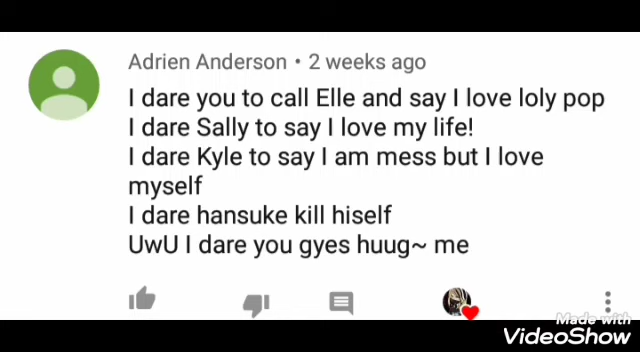 Adrien Anderson • 2 weeks ago
I dare you to call Elle and say I love loly pop
I dare Sally to say I love my life!
I dare Kyle to say I am mess but I love
myself
I dare hansuke kill hiself
UwU I dare you gyes huug~ me
Made with
VideoShow